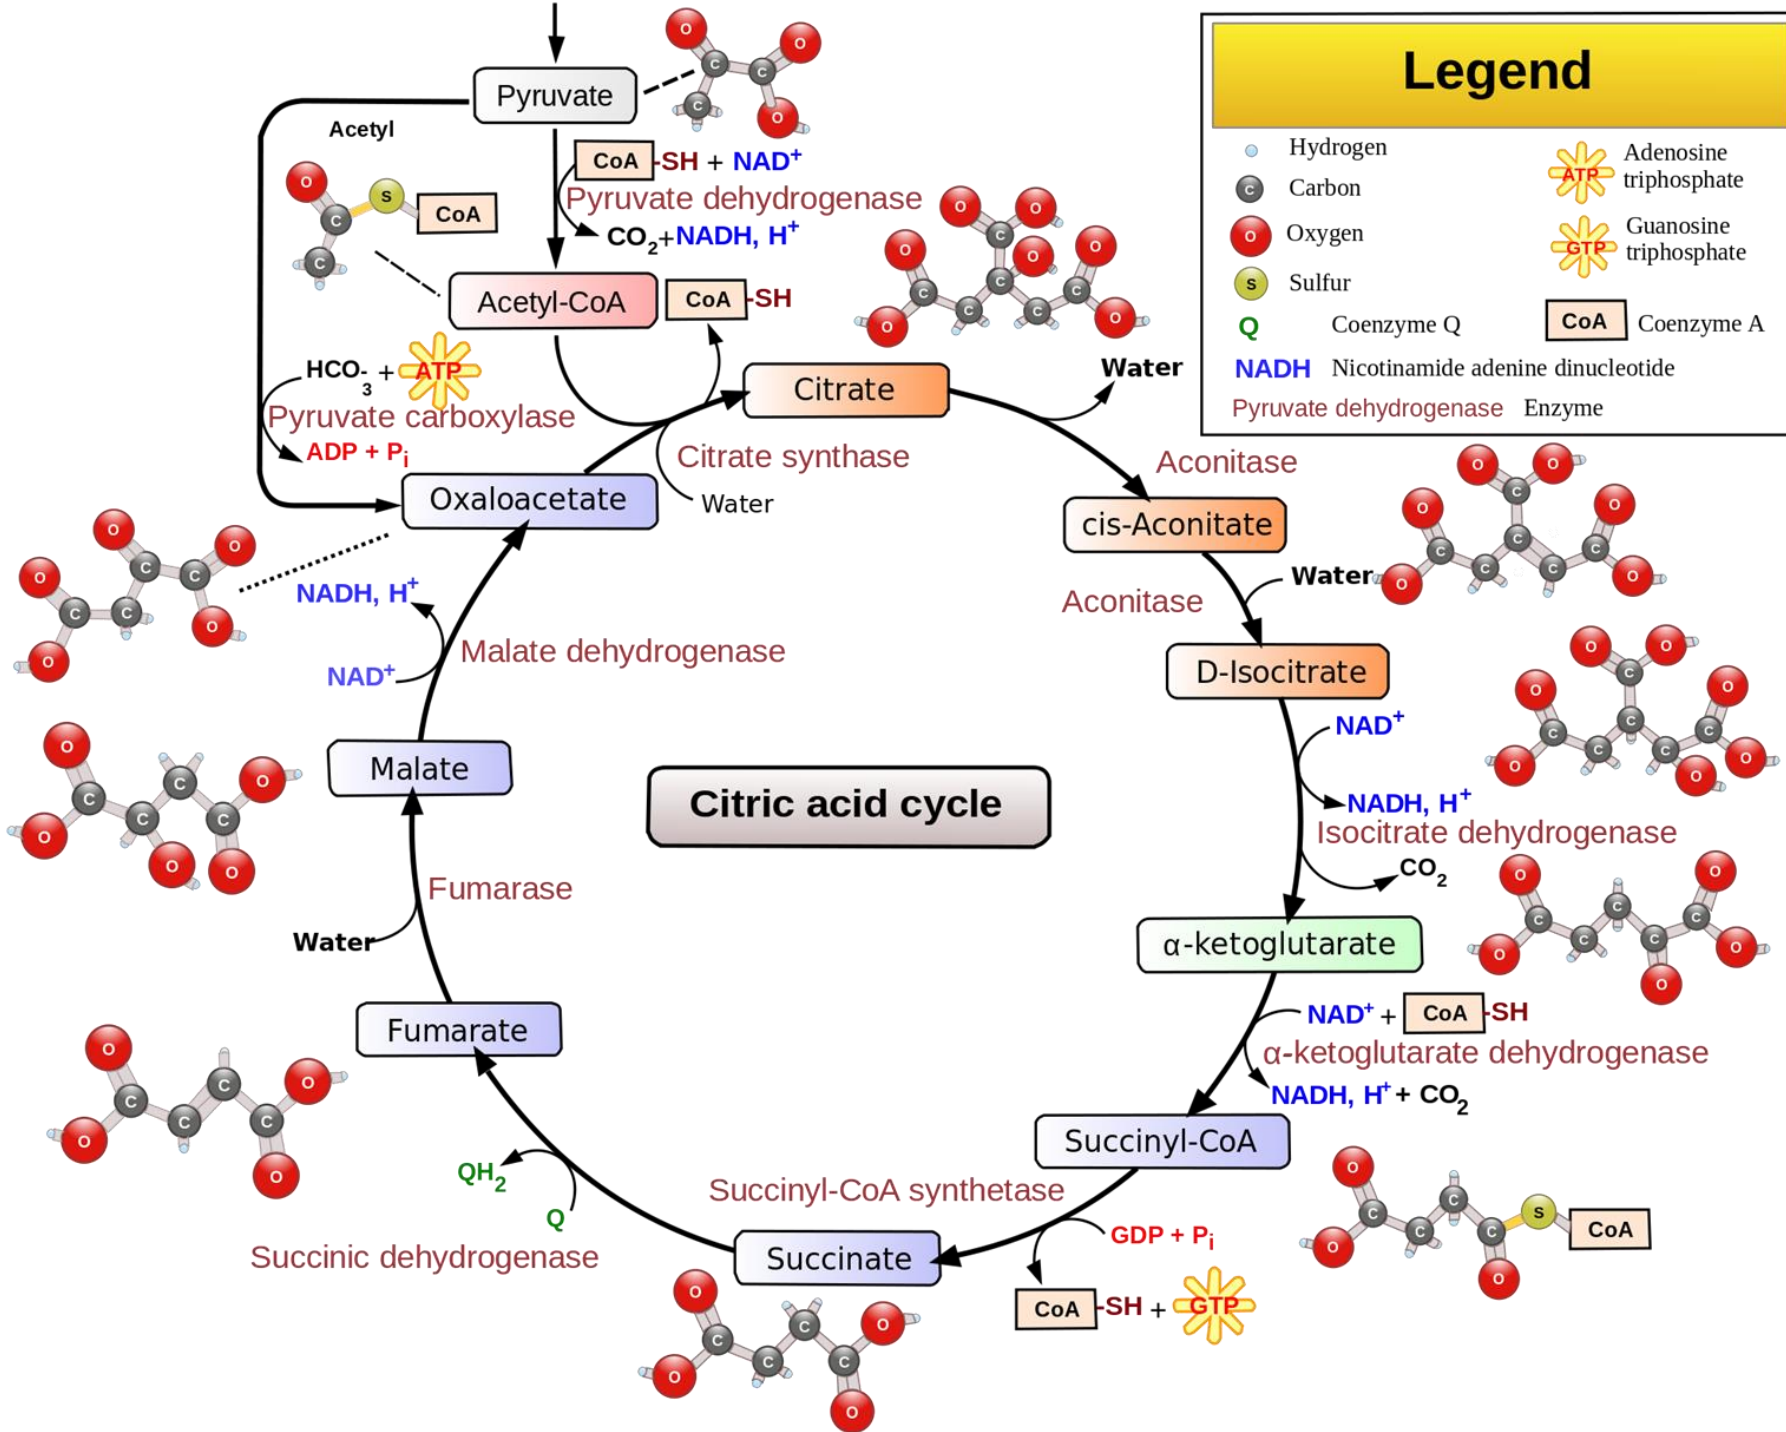 Pyruvate
Acetyl
CoA -SH + NAD+
Pyruvate dehydrogenase
CO2+NADH, H+
O
C
S
CoA
Acetyl-CoA
CoA -SH
HCO-3 + ATP
Pyruvate carboxylase
ADP + Pi
Citrate
Water
Citrate synthase
Water
Oxaloacetate
Aconitase
cis-Aconitate
Water
Aconitase
D-Isocitrate
NAD+
NADH, H+
Isocitrate dehydrogenase
CO2
α-ketoglutarate
NAD+ + CoA -SH
α-ketoglutarate dehydrogenase
NADH, H+ + CO2
Succinyl-CoA
S
CoA
Succinyl-CoA synthetase
GDP + Pi
CoA -SH + GTP
Succinate
Q
QH2
Succinic dehydrogenase
Fumarate
Water
Fumarase
Malate
NAD+
NADH, H+
Malate dehydrogenase
Citric acid cycle
Legend
Hydrogen
C Carbon
O Oxygen
S Sulfur
Q Coenzyme Q
ATP Adenosine
triphosphate
GTP Guanosine
triphosphate
CoA Coenzyme A
NADH Nicotinamide adenine dinucleotide
Pyruvate dehydrogenase Enzyme